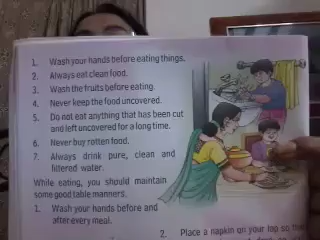 1. Wash your hands before eating things.
2. Always eat clean food.
3. Wash the fruits before eating.
4. Never keep the food uncovered.
5. Do not eat anything that has been cut
and left uncovered for a long time.
6. Never buy rotten food.
7. Always drink pure, clean and
filtered water.
While eating, you should maintain
some good table manners.
1. Wash your hands before and
after every meal.
2. Place a napkin on your lap so